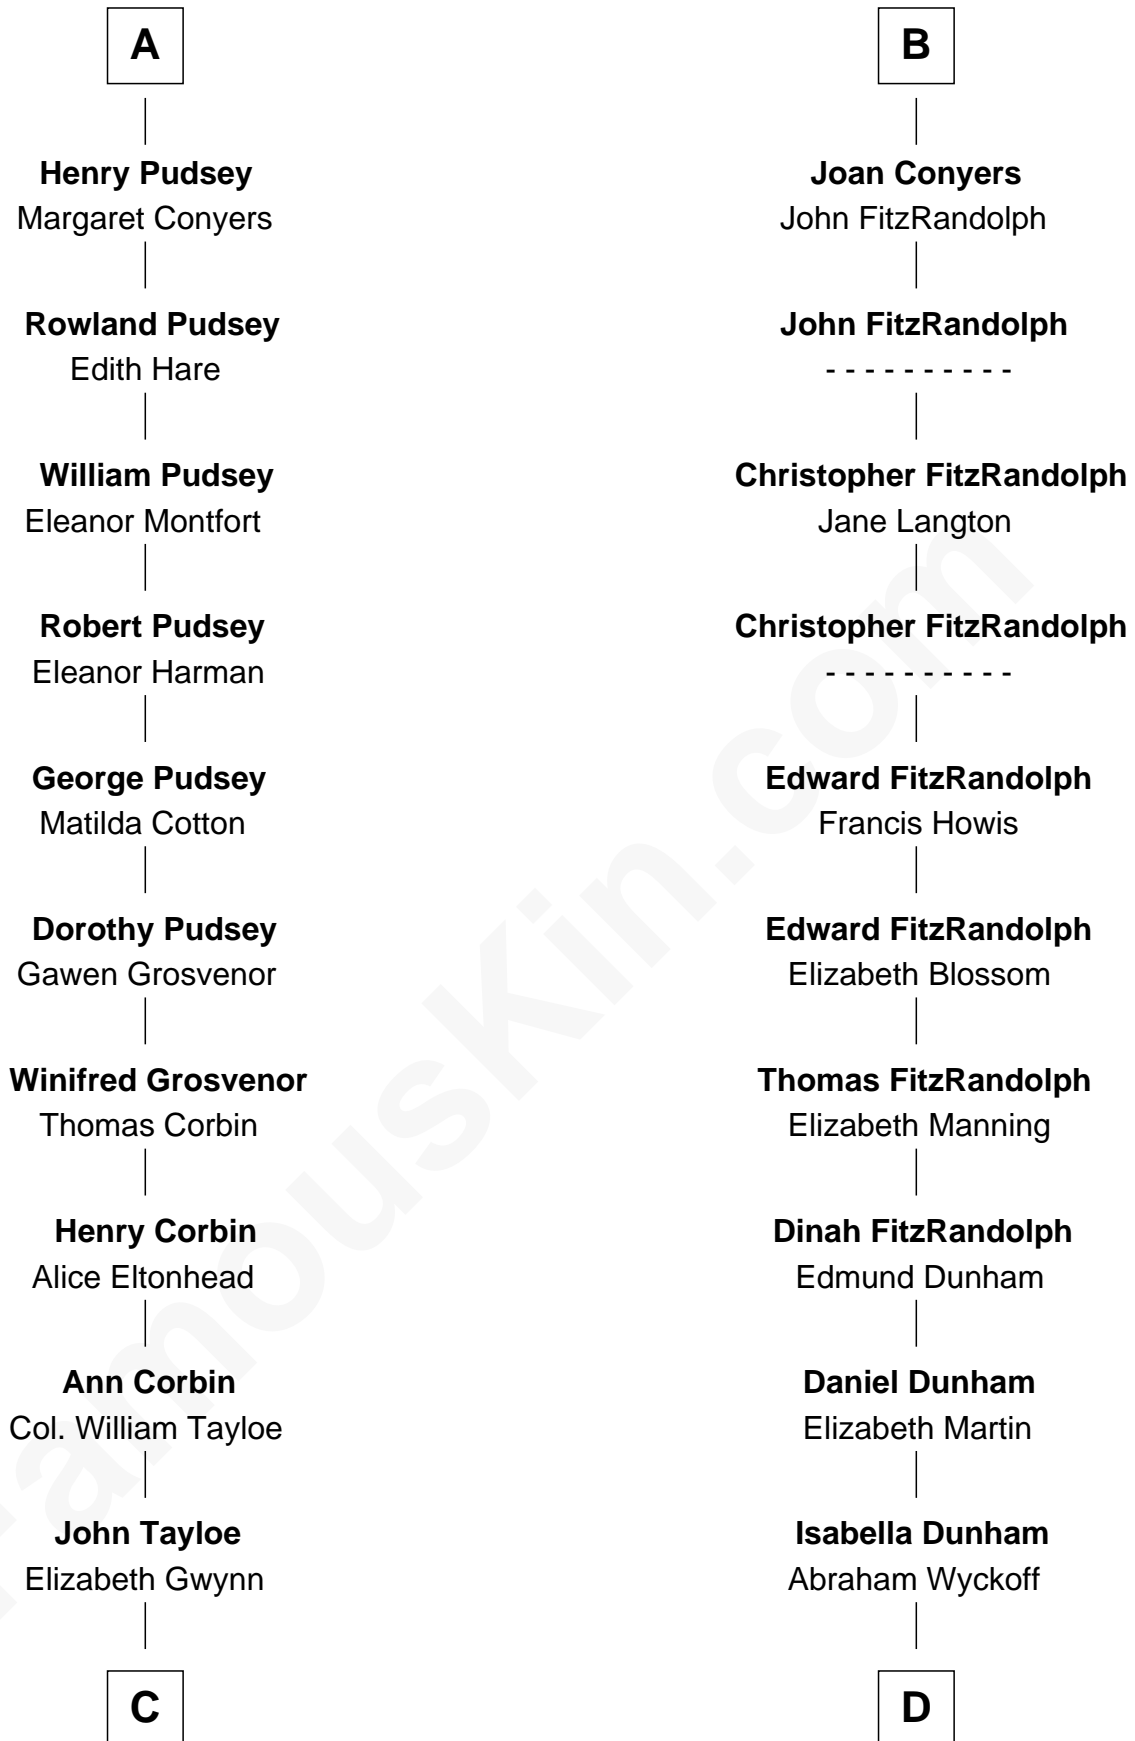 A
Henry Pudsey
Margaret Conyers
Rowland Pudsey
Edith Hare
William Pudsey
Eleanor Montfort
Robert Pudsey
Eleanor Harman
George Pudsey
Matilda Cotton
Dorothy Pudsey
Gawen Grosvenor
Winifred Grosvenor
Thomas Corbin
Henry Corbin
Alice Eltonhead
Ann Corbin
Col. William Tayloe
John Tayloe
Elizabeth Gwynn
C
B
Joan Conyers
John FitzRandolph
John FitzRandolph
- - - - - - - - - -
Christopher FitzRandolph
Jane Langton
Christopher FitzRandolph
- - - - - - - - - -
Edward FitzRandolph
Francis Howis
Edward FitzRandolph
Elizabeth Blossom
Thomas FitzRandolph
Elizabeth Manning
Dinah FitzRandolph
Edmund Dunham
Daniel Dunham
Elizabeth Martin
Isabella Dunham
Abraham Wyckoff
D
FamousKin.com